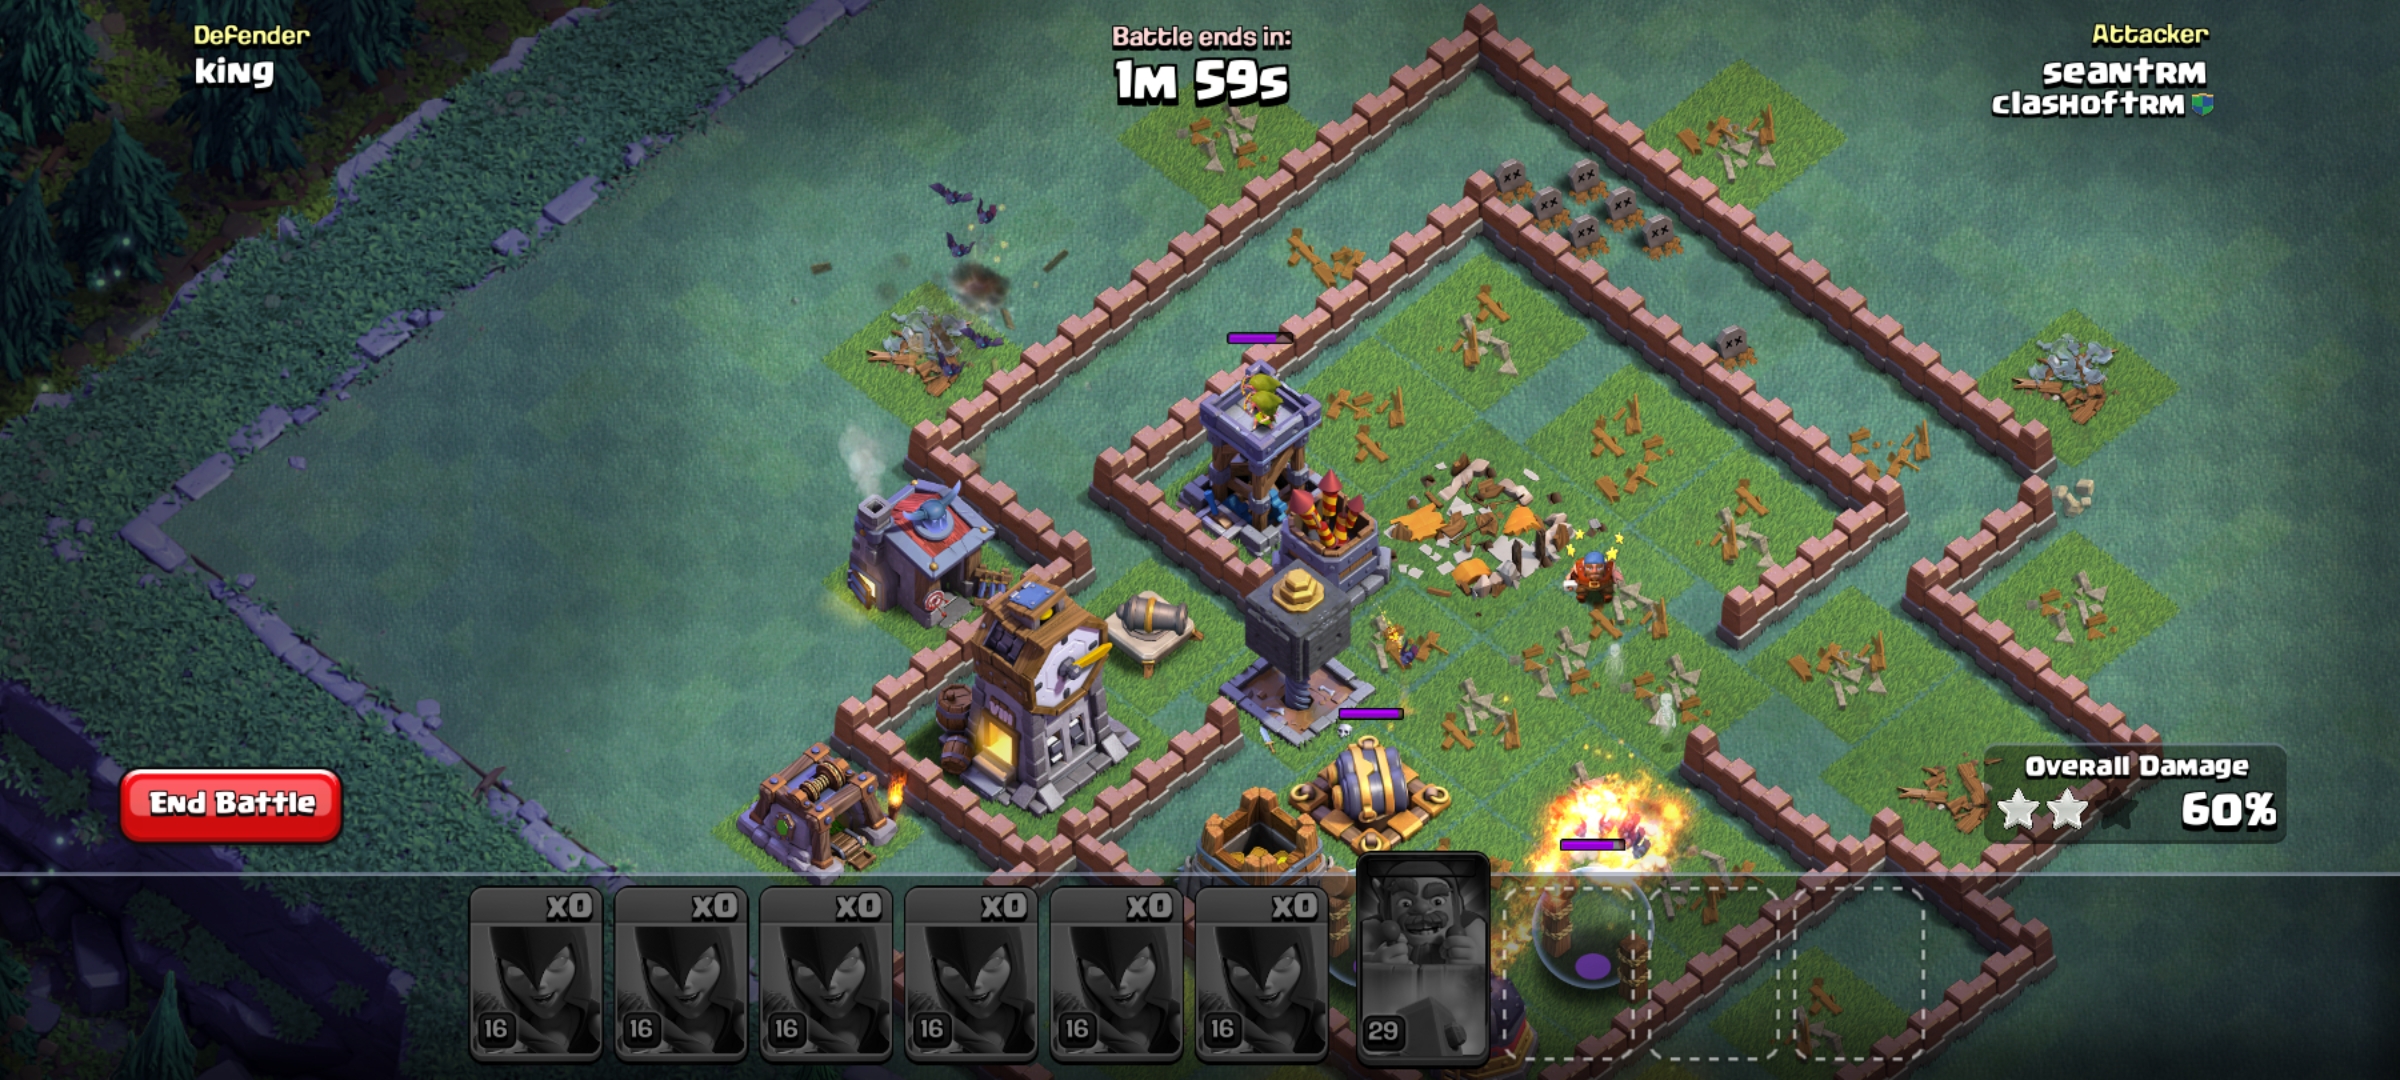 Defender
king
Battle ends in:
1M 59s
Attacker
seantRM
clashoftRM
End Battle
Overall Damage
60%
x0
x0
x0
x0
x0
x0
16
16
16
16
16
16
29